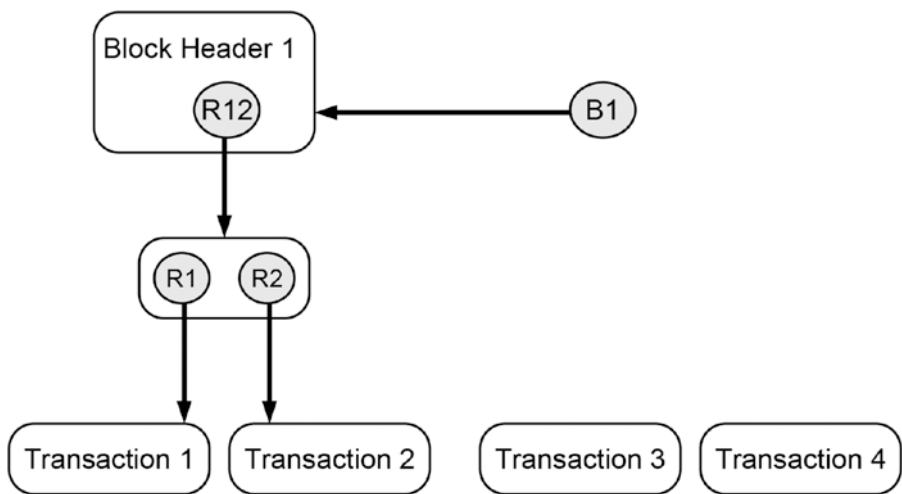 Block Header 1
R12
B1
R1
R2
Transaction 1
Transaction 2
Transaction 3
Transaction 4